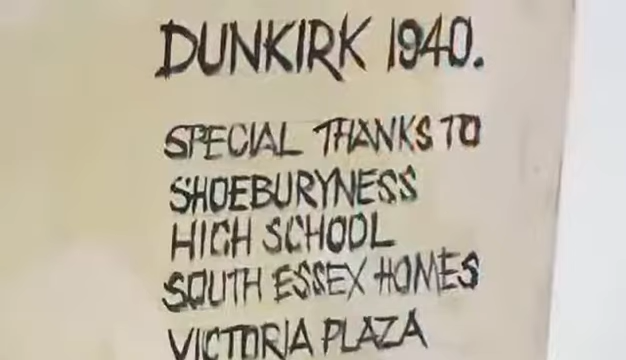 DUNKIRK 1940.
SPECIAL THANKS TO
SHOEBURYNESS
HIGH SCHOOL
SOUTH ESSEX HOMES
VICTORIA PLAZA